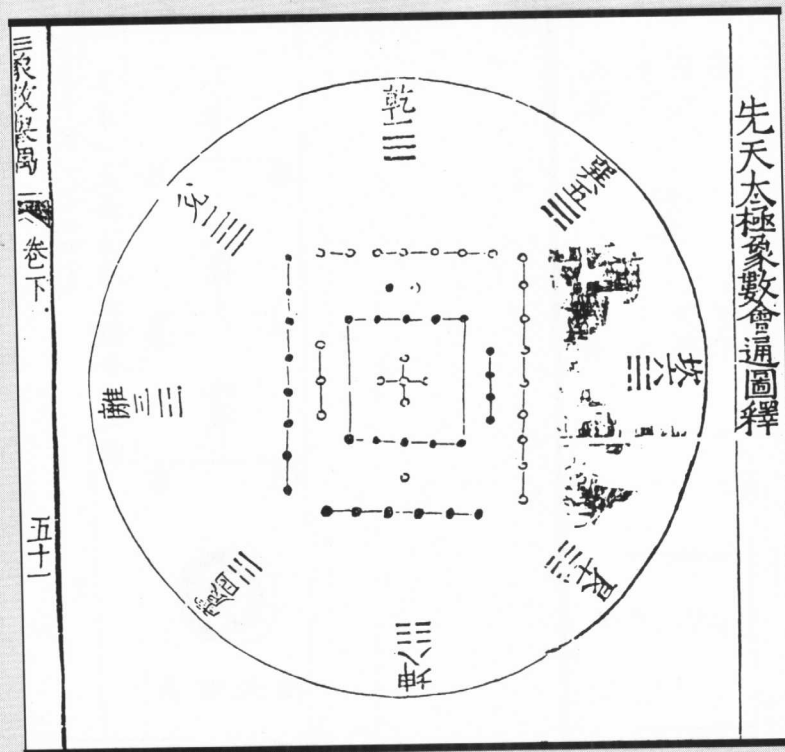 先天太極象數會通圖釋
乾一
兌二
離三
震四
巽五
坎六
艮七
坤八
卷下
五十一